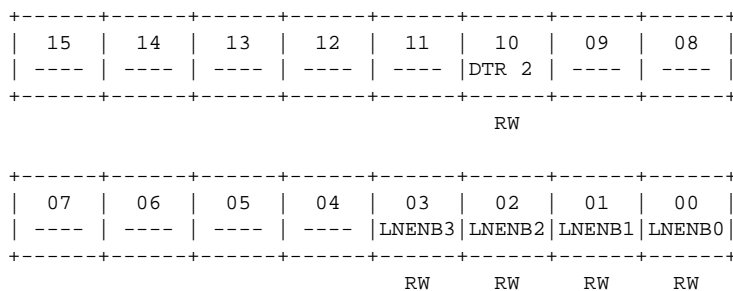 +------+------+------+------+------+------+------+------+
|  15  |  14  |  13  |  12  |  11  |  10  |  09  |  08  |
| ---- | ---- | ---- | ---- | ---- |DTR 2 | ---- | ---- |
+------+------+------+------+------+------+------+------+
RW
+------+------+------+------+------+------+------+------+
|  07  |  06  |  05  |  04  |  03  |  02  |  01  |  00  |
| ---- | ---- | ---- | ---- |LNENB3|LNENB2|LNENB1|LNENB0|
+------+------+------+------+------+------+------+------+
RW     RW     RW     RW